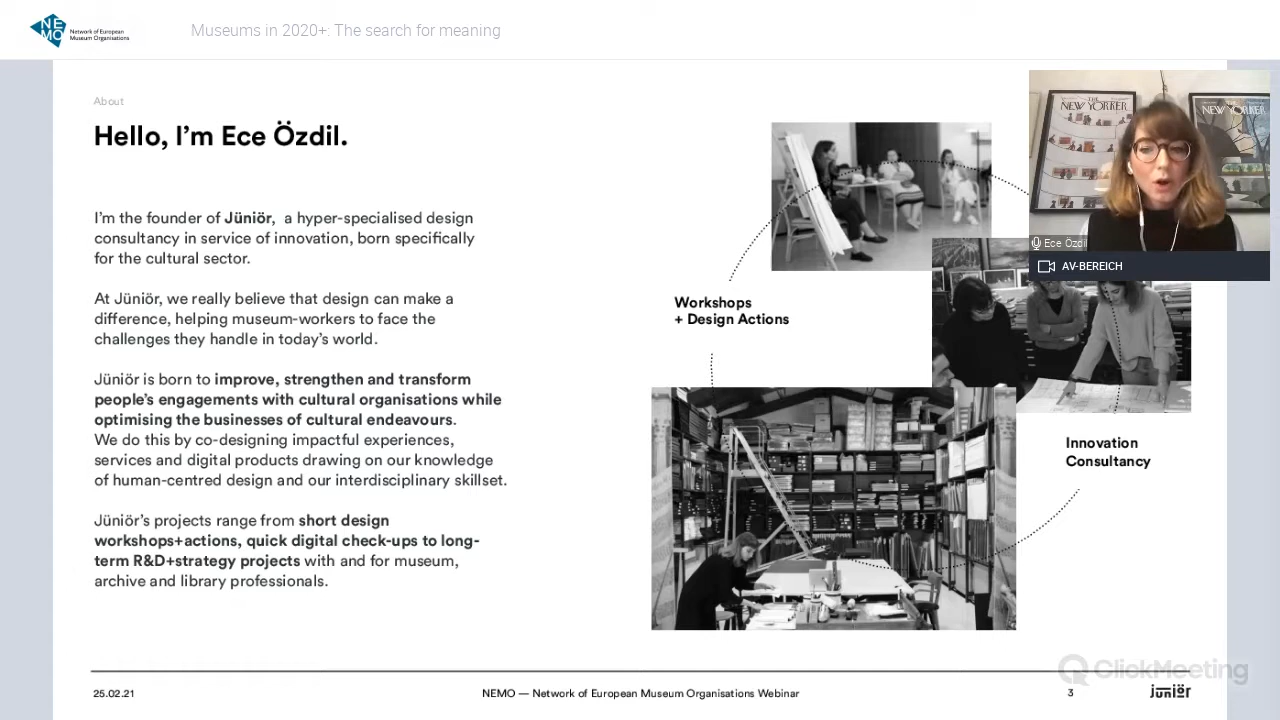 NE
MO
Network of European
Museum Organisations
Museums in 2020+: The search for meaning
About
Hello, I'm Ece Özdil.
I'm the founder of Jüniör,  a hyper-specialised design
consultancy in service of innovation, born specifically
for the cultural sector.
At Jüniör, we really believe that design can make a
difference, helping museum-workers to face the
challenges they handle in today's world.
Jüniör is born to improve, strengthen and transform
people's engagements with cultural organisations while
optimising the businesses of cultural endeavours.
We do this by co-designing impactful experiences,
services and digital products drawing on our knowledge
of human-centred design and our interdisciplinary skillset.
Jüniör's projects range from short design
workshops+actions, quick digital check-ups to long-
term R&D+strategy projects with and for museum,
archive and library professionals.
Workshops
+ Design Actions
Innovation
Consultancy
THE
NEW YORKER
THE
NEW YORKER
Ece Özdil
AV-BEREICH
ClickMeeting
25.02.21
NEMO — Network of European Museum Organisations Webinar
3
jüniör